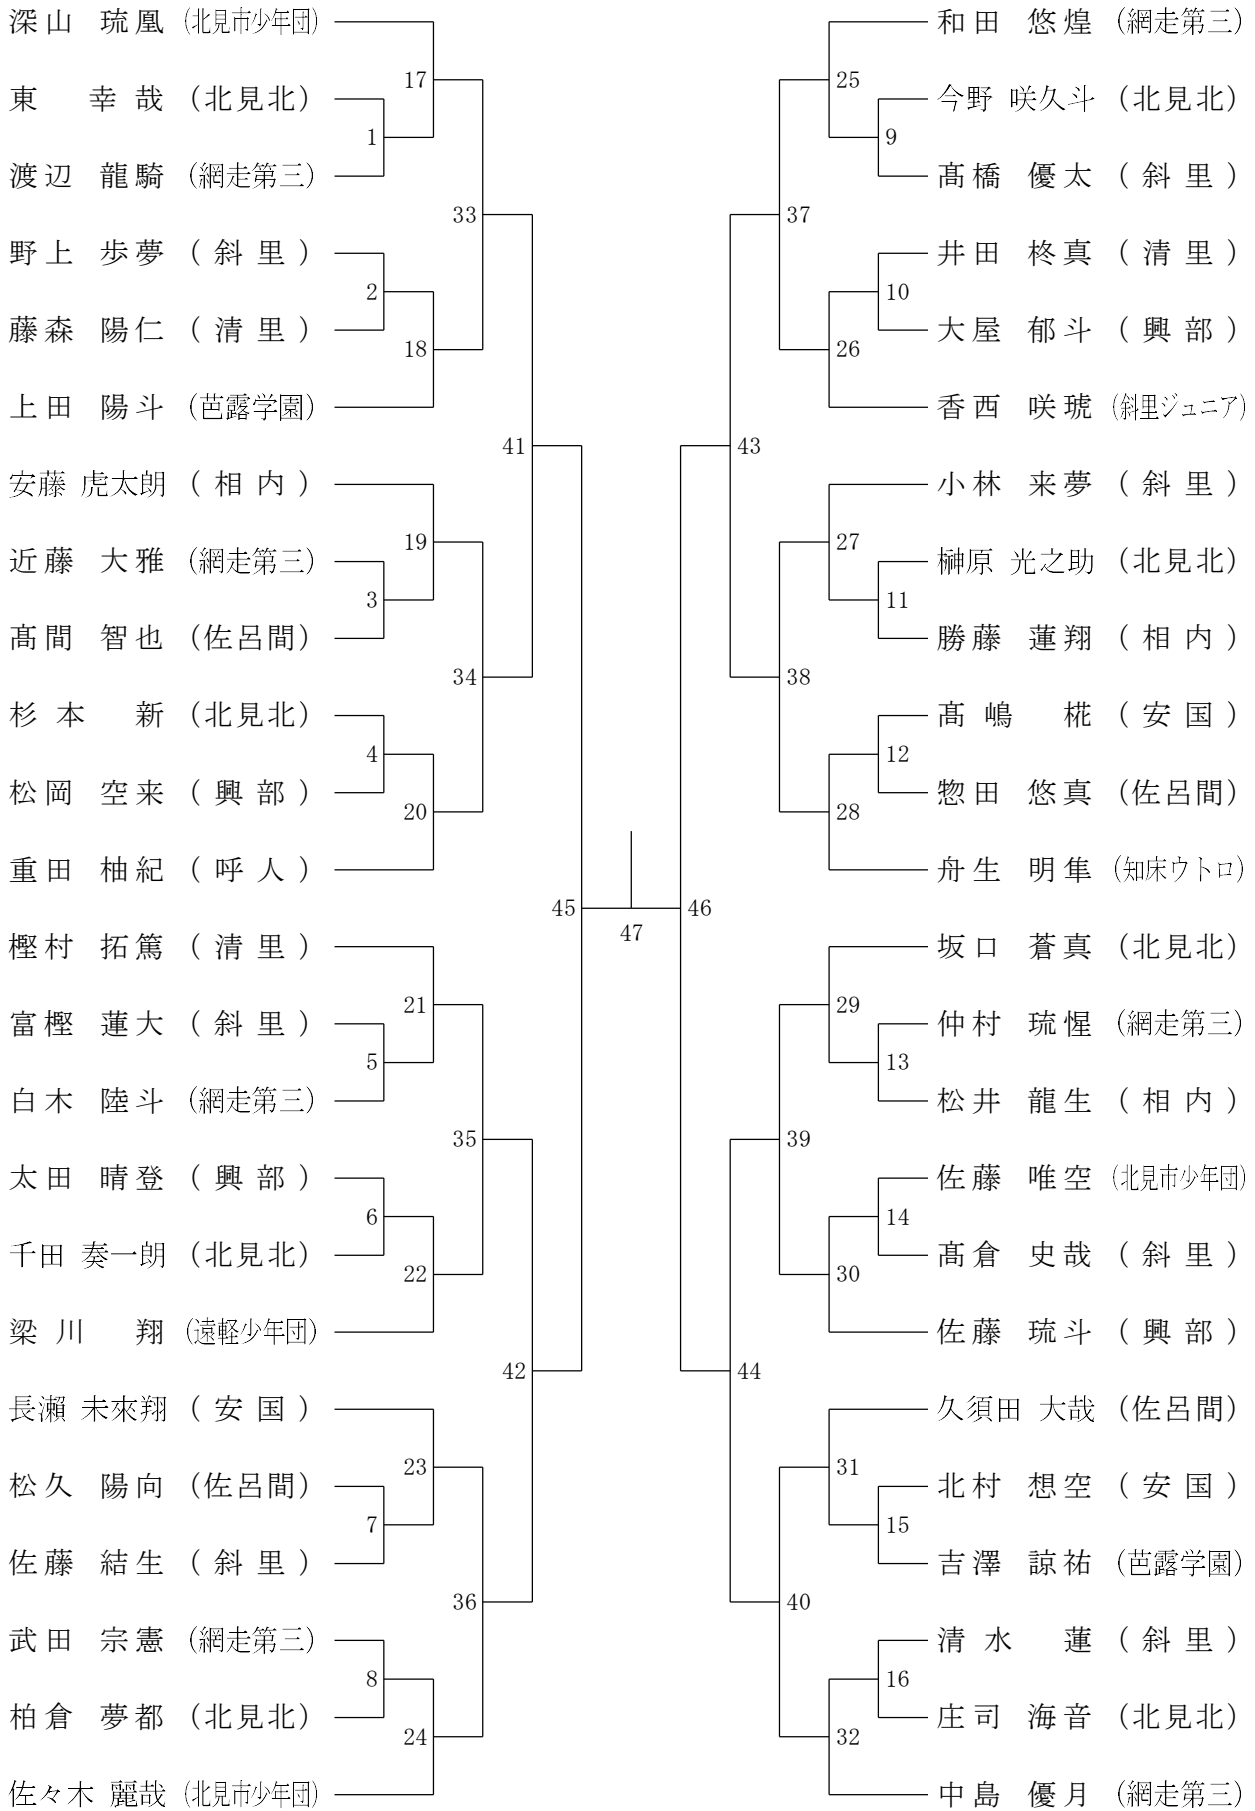 深山 琉凰 (北見市少年団)
17
東 幸哉 (北見北)
1
渡辺 龍騎 (網走第三)
33
野上 歩夢 (斜里)
2
藤森 陽仁 (清里)
18
上田 陽斗 (芭露学園)
41
安藤 虎太朗 (相内)
19
近藤 大雅 (網走第三)
3
髙間 智也 (佐呂間)
34
杉本 新 (北見北)
4
松岡 空来 (興部)
20
重田 柚紀 (呼人)
45
樫村 拓篤 (清里)
21
富樫 蓮大 (斜里)
5
白木 陸斗 (網走第三)
35
太田 晴登 (興部)
6
千田 奏一朗 (北見北)
22
梁川 翔 (遠軽少年団)
42
長瀬 未來翔 (安国)
23
松久 陽向 (佐呂間)
7
佐藤 結生 (斜里)
36
武田 宗憲 (網走第三)
8
柏倉 夢都 (北見北)
24
佐々木 麗哉 (北見市少年団)
47
和田 悠煌 (網走第三)
25
今野 咲久斗 (北見北)
9
髙橋 優太 (斜里)
37
井田 柊真 (清里)
10
大屋 郁斗 (興部)
26
香西 咲琥 (斜里ジュニア)
43
小林 来夢 (斜里)
27
榊原 光之助 (北見北)
11
勝藤 蓮翔 (相内)
38
髙嶋 椛 (安国)
12
惣田 悠真 (佐呂間)
28
舟生 明隼 (知床ウトロ)
46
坂口 蒼真 (北見北)
29
仲村 琉惺 (網走第三)
13
松井 龍生 (相内)
39
佐藤 唯空 (北見市少年団)
14
髙倉 史哉 (斜里)
30
佐藤 琉斗 (興部)
44
久須田 大哉 (佐呂間)
31
北村 想空 (安国)
15
吉澤 諒祐 (芭露学園)
40
清水 蓮 (斜里)
16
庄司 海音 (北見北)
32
中島 優月 (網走第三)